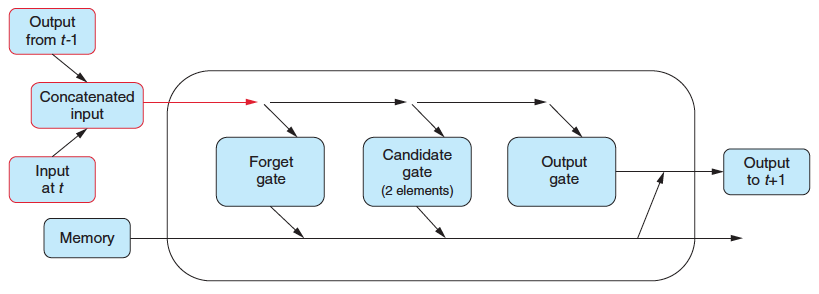 Output
from t-1
Concatenated
input
Input
at t
Memory
Forget
gate
Candidate
gate
(2 elements)
Output
gate
Output
to t+1